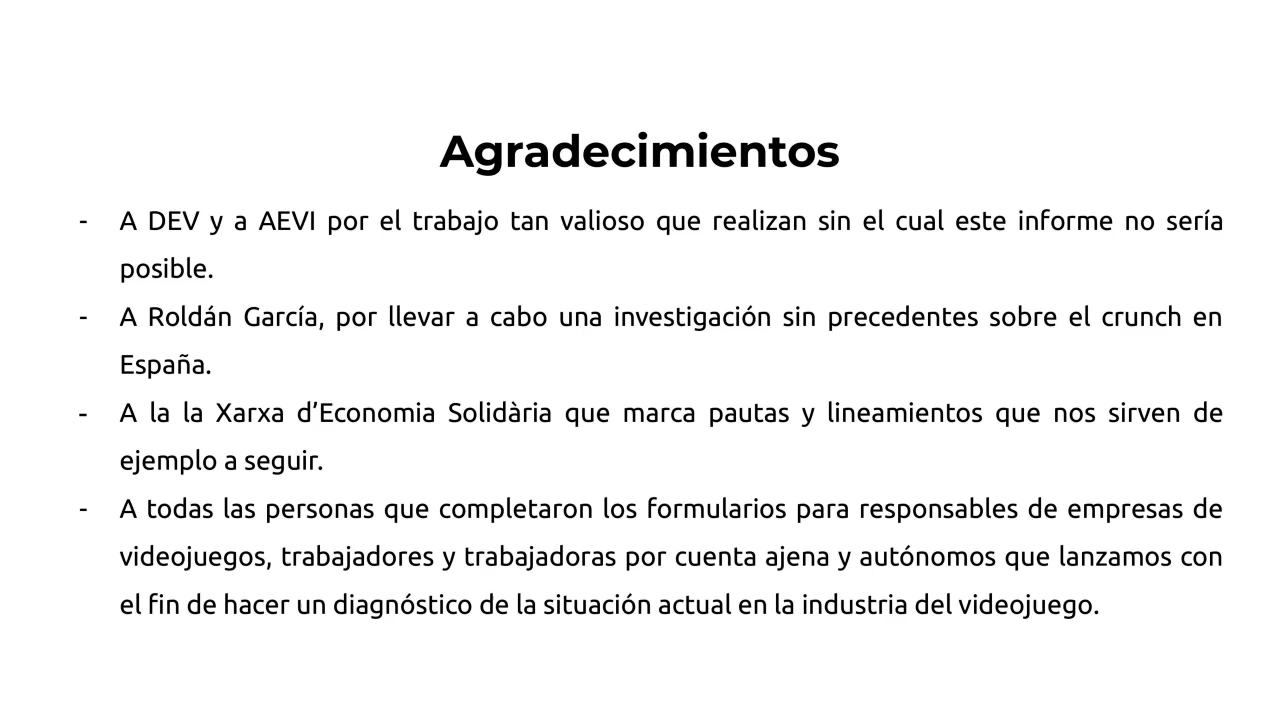 Agradecimientos
- A DEV y a AEVI por el trabajo tan valioso que realizan sin el cual este informe no sería
posible.
- A Roldán García, por llevar a cabo una investigación sin precedentes sobre el crunch en
España.
- A la la Xarxa d’Economia Solidària que marca pautas y lineamientos que nos sirven de
ejemplo a seguir.
- A todas las personas que completaron los formularios para responsables de empresas de
videojuegos, trabajadores y trabajadoras por cuenta ajena y autónomos que lanzamos con
el fin de hacer un diagnóstico de la situación actual en la industria del videojuego.